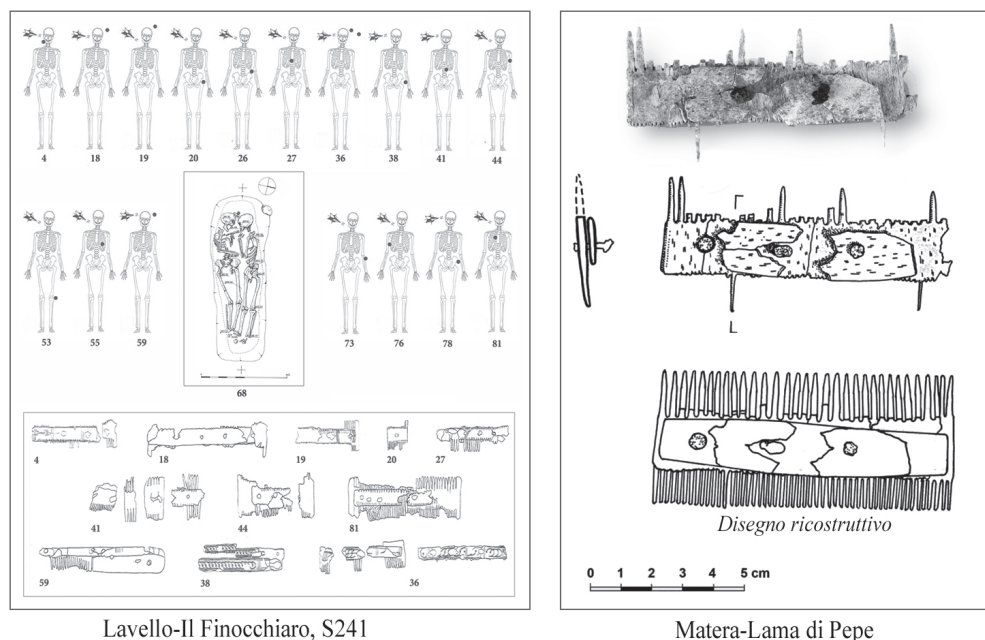 4 18 19 20 26 27 36 38 41 44
53 55 59 68 73 76 78 81
4 18 19 20 27
41 44 81
59 38 36
Lavello-Il Finocchiaro, S241
Disegno ricostruttivo
0 1 2 3 4 5 cm
Matera-Lama di Pepe